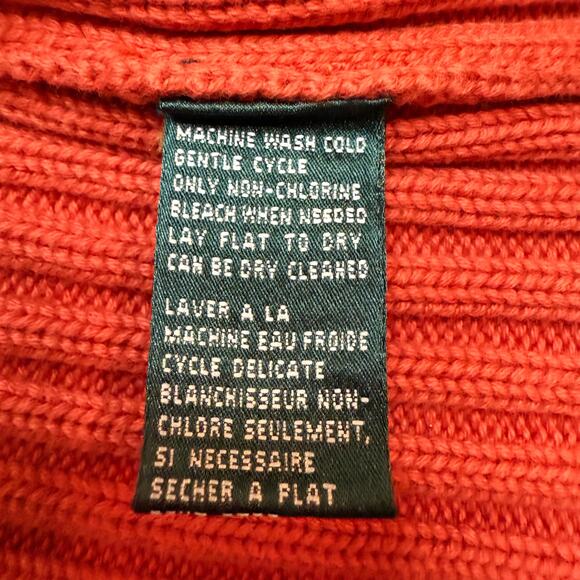 MACHINE WASH COLD
GENTLE CYCLE
ONLY NON-CHLORINE
BLEACH WHEN NEEDED
LAY FLAT TO DRY
CAN BE DRY CLEANED
LAVER A LA
MACHINE EAU FROIDE
CYCLE DELICATE
BLANCHISSEUR NON-
CHLORE SEULEMENT,
SI NECESSAIRE
SECHER A PLAT